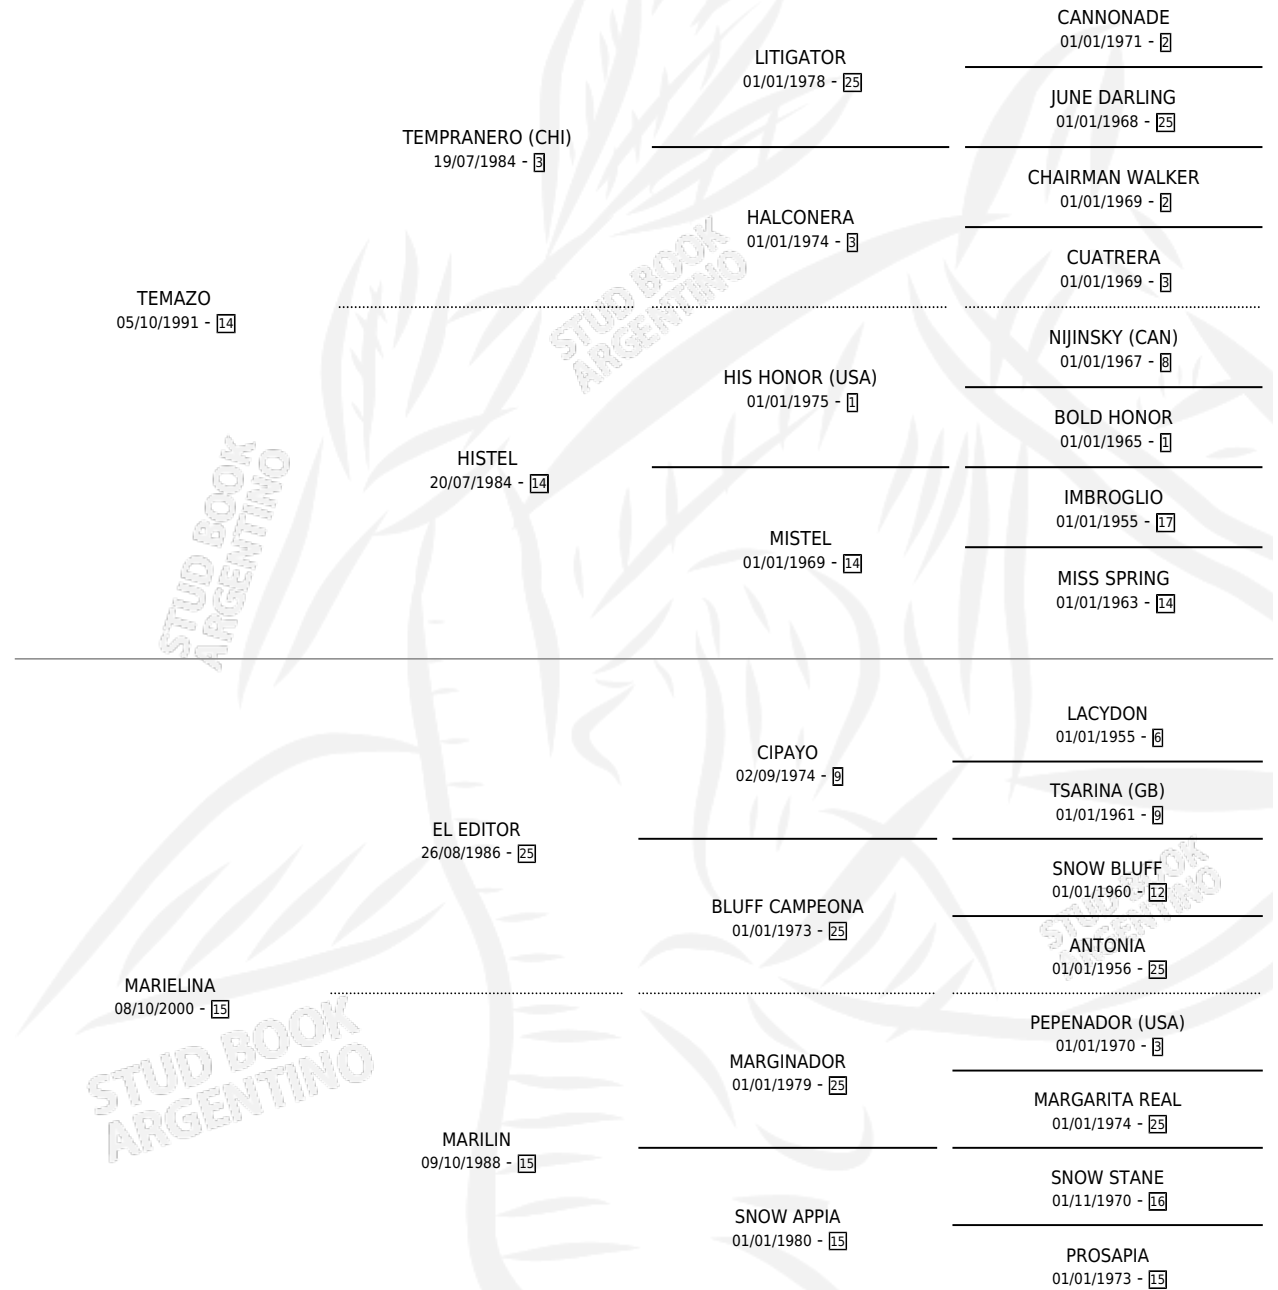 CANNONADE
01/01/1971 - 2
LITIGATOR
01/01/1978 - 25
JUNE DARLING
01/01/1968 - 25
TEMPRANERO (CHI)
19/07/1984 - 3
CHAIRMAN WALKER
01/01/1969 - 2
HALCONERA
01/01/1974 - 3
CUATRERA
01/01/1969 - 3
TEMAZO
05/10/1991 - 14
NIJINSKY (CAN)
01/01/1967 - 8
HIS HONOR (USA)
01/01/1975 - 1
BOLD HONOR
01/01/1965 - 1
HISTEL
20/07/1984 - 14
IMBROGLIO
01/01/1955 - 17
MISTEL
01/01/1969 - 14
MISS SPRING
01/01/1963 - 14
LACYDON
01/01/1955 - 6
CIPAYO
02/09/1974 - 9
TSARINA (GB)
01/01/1961 - 9
EL EDITOR
26/08/1986 - 25
SNOW BLUFF
01/01/1960 - 12
BLUFF CAMPEONA
01/01/1973 - 25
ANTONIA
01/01/1956 - 25
MARIELINA
08/10/2000 - 15
PEPENADOR (USA)
01/01/1970 - 3
MARGINADOR
01/01/1979 - 25
MARGARITA REAL
01/01/1974 - 25
MARILIN
09/10/1988 - 15
SNOW STANE
01/11/1970 - 16
SNOW APPIA
01/01/1980 - 15
PROSAPIA
01/01/1973 - 15
STUD BOOK
ARGENTINO
STUD BOOK
ARGENTINO
STUD BOOK
ARGENTINO
STUD BOOK
ARGENTINO